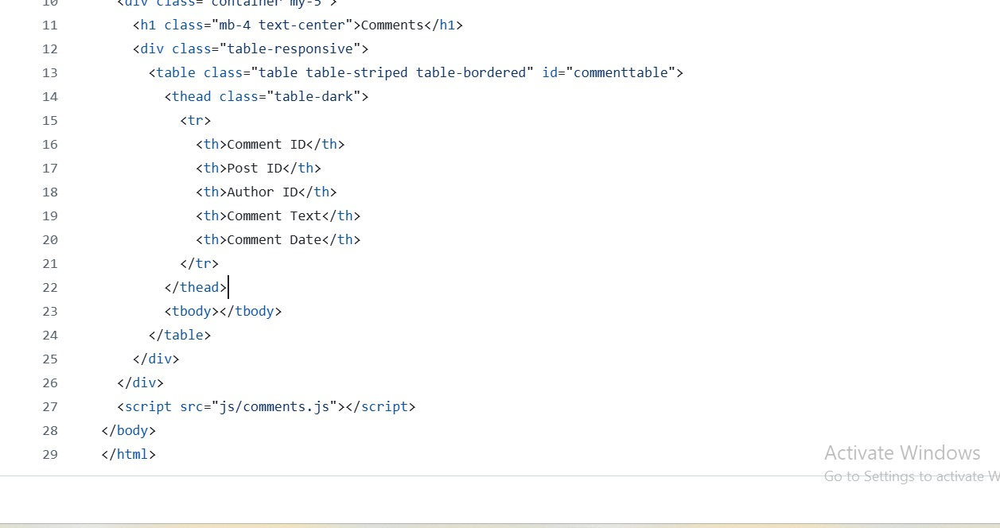 10 <div class="container my-5">
11 <h1 class="mb-4 text-center">Comments</h1>
12 <div class="table-responsive">
13 <table class="table table-striped table-bordered" id="commenttable">
14 <thead class="table-dark">
15 <tr>
16 <th>Comment ID</th>
17 <th>Post ID</th>
18 <th>Author ID</th>
19 <th>Comment Text</th>
20 <th>Comment Date</th>
21 </tr>
22 </thead>
23 <tbody></tbody>
24 </table>
25 </div>
26 </div>
27 <script src="js/comments.js"></script>
28 </body>
29 </html>
Activate Windows
Go to Settings to activate W